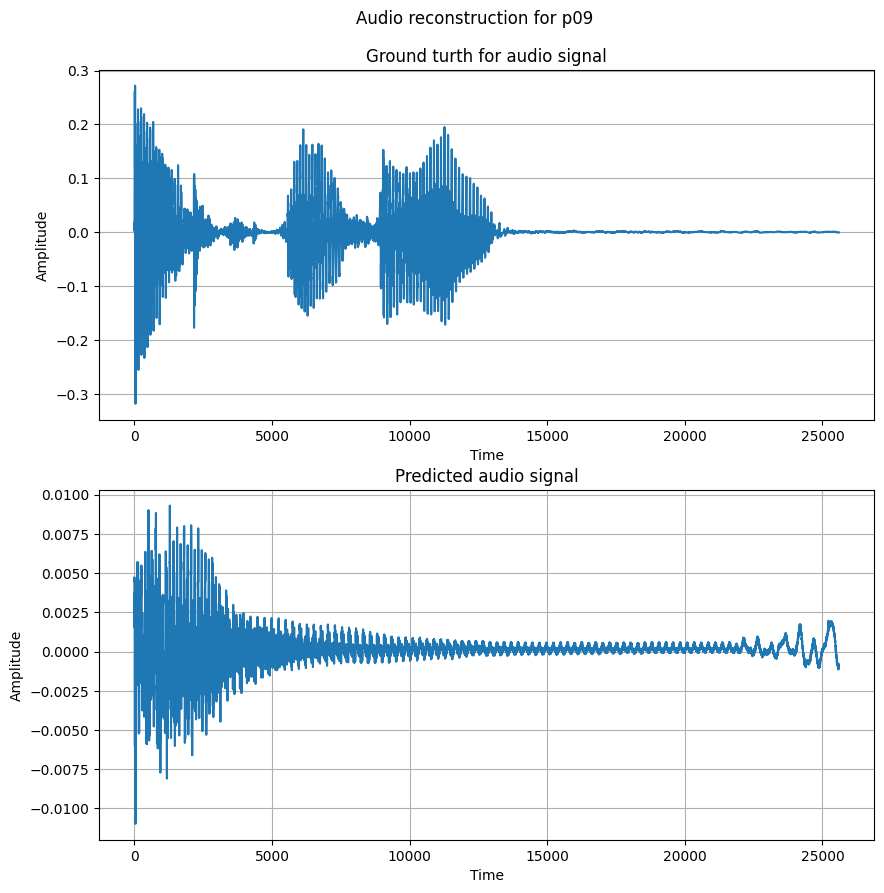 Audio reconstruction for p09
Ground turth for audio signal
0.3
0.2
0.1
0.0
−0.1
−0.2
−0.3
Amplitude
0 5000 10000 15000 20000 25000
Time
Predicted audio signal
0.0100
0.0075
0.0050
0.0025
0.0000
−0.0025
−0.0050
−0.0075
−0.0100
Amplitude
0 5000 10000 15000 20000 25000
Time